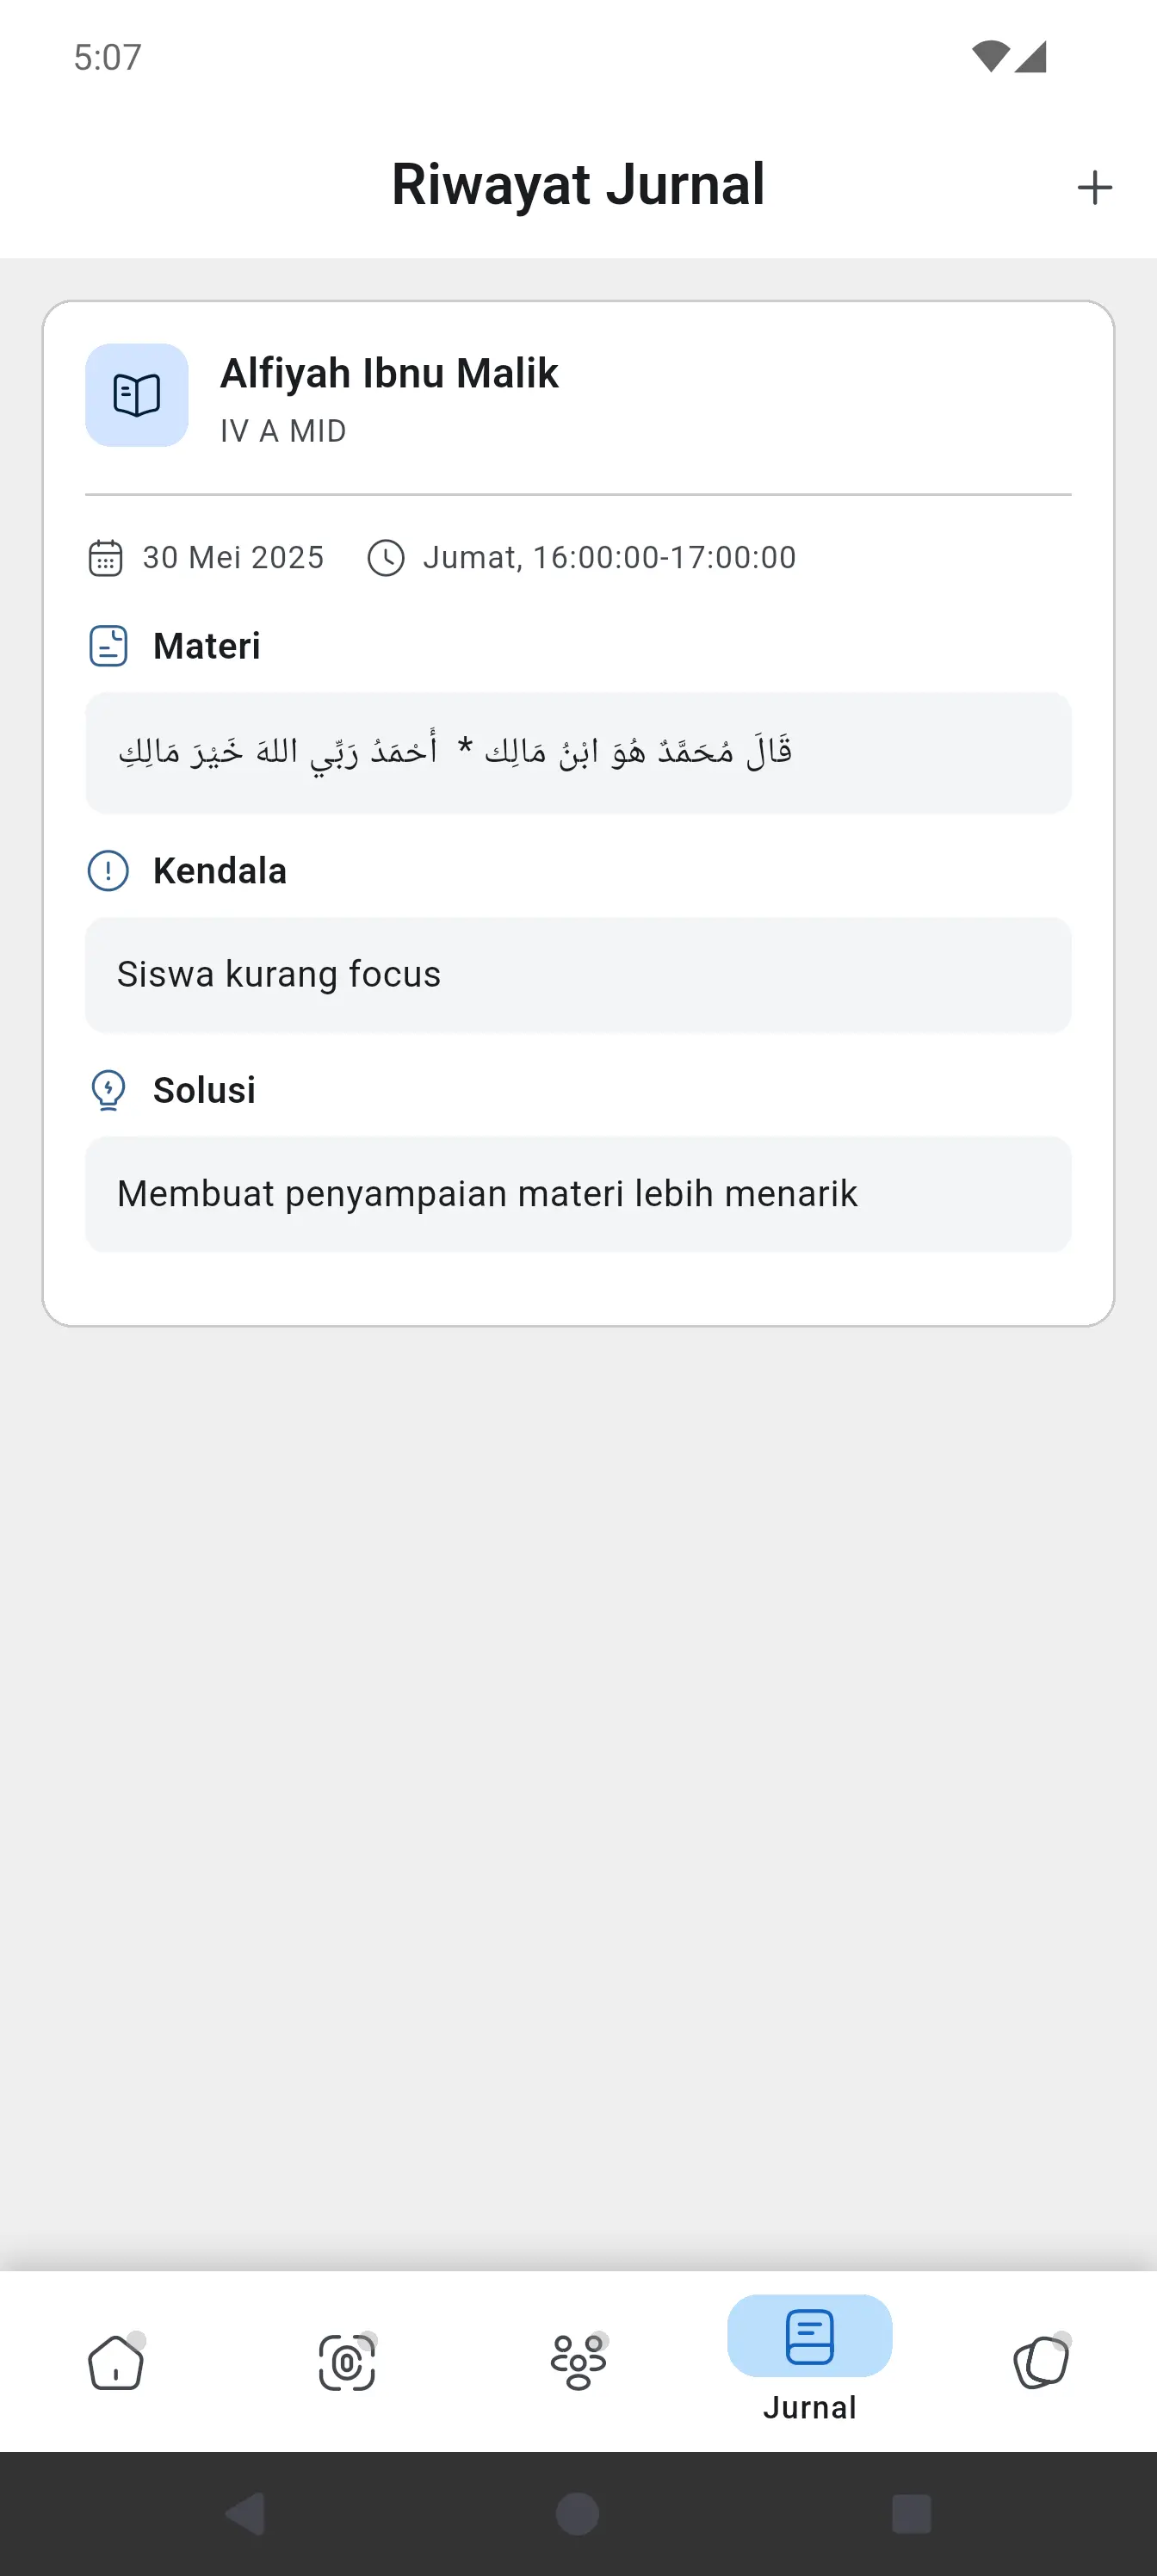 5:07
Riwayat Jurnal
Alfiyah Ibnu Malik
IV A MID
30 Mei 2025 Jumat, 16:00:00-17:00:00
Materi
قَالَ مُحَمَّدٌ هُوَ ابْنُ مَالِك * أَحْمَدُ رَبِّي اللهَ خَيْرَ مَالِكِ
Kendala
Siswa kurang focus
Solusi
Membuat penyampaian materi lebih menarik
Jurnal